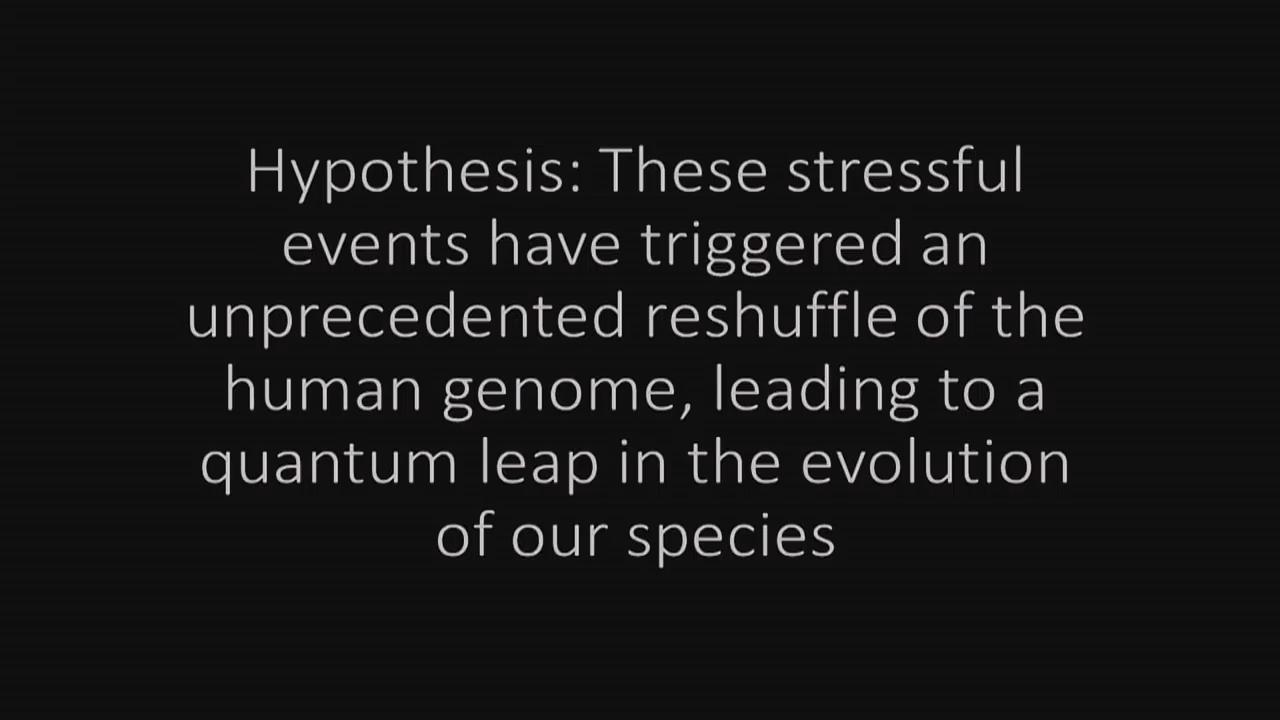 Hypothesis: These stressful
events have triggered an
unprecedented reshuffle of the
human genome, leading to a
quantum leap in the evolution
of our species